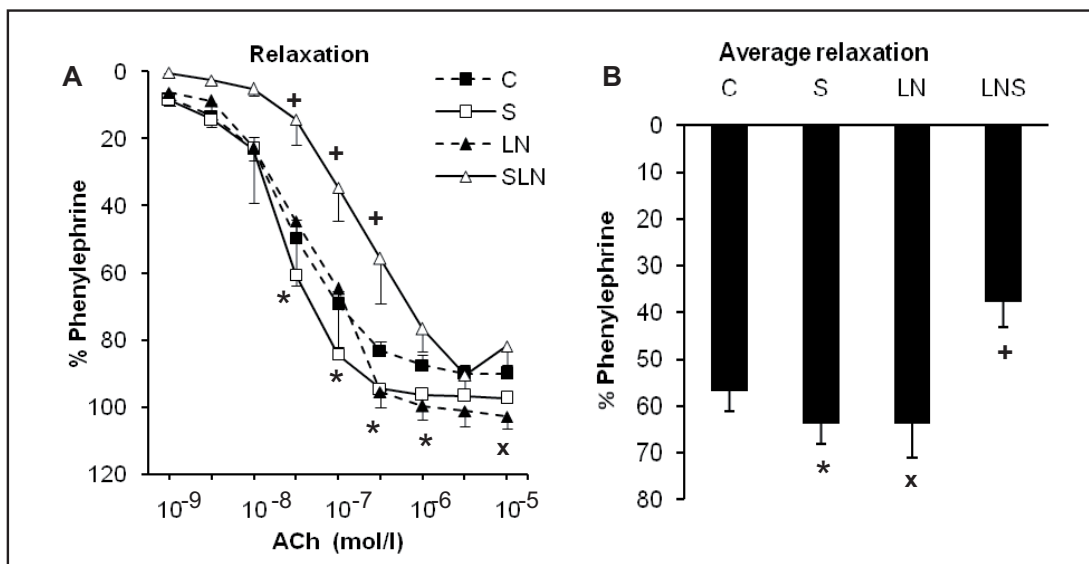 A
Relaxation
C
S
LN
SLN
% Phenylephrine
0
20
40
60
80
100
120
+
+
+
*
*
*
*
x
10-9
10-8
10-7
10-6
10-5
ACh (mol/l)
B
Average relaxation
C S LN LNS
% Phenylephrine
0
10
20
30
40
50
60
70
80
*
x
+